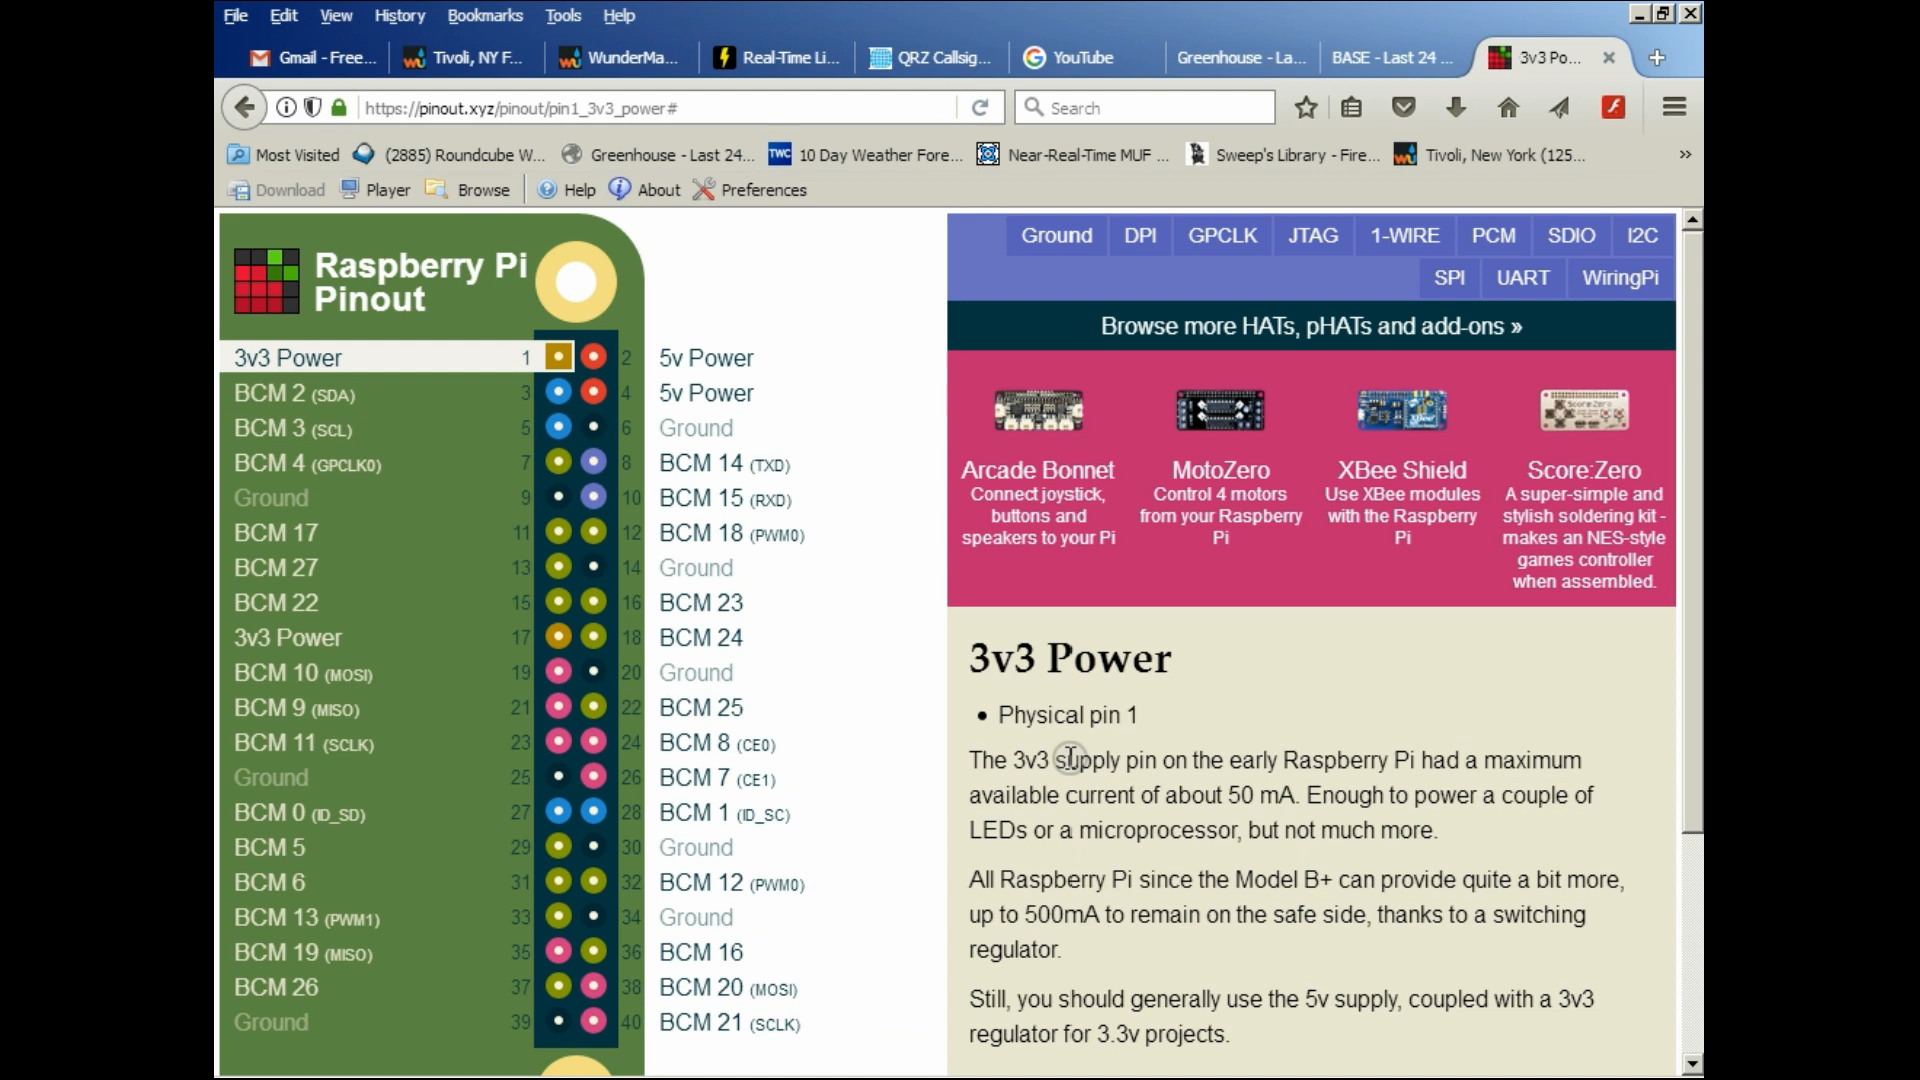 File Edit View History Bookmarks Tools Help
Gmail - Free... Tivoli, NY F... WunderMa... Real-Time Li... QRZ Callsig... YouTube Greenhouse - La... BASE - Last 24 ... 3v3 Po...
https://pinout.xyz/pinout/pin1_3v3_power# Search
Most Visited (2885) Roundcube W... Greenhouse - Last 24... TWC 10 Day Weather Fore... Near-Real-Time MUF ... Sweep's Library - Fire... Tivoli, New York (125... »
Download Player Browse Help About Preferences
Raspberry Pi
Pinout
3v3 Power 1 2 5v Power
BCM 2 (SDA) 3 4 5v Power
BCM 3 (SCL) 5 6 Ground
BCM 4 (GPCLK0) 7 8 BCM 14 (TXD)
Ground 9 10 BCM 15 (RXD)
BCM 17 11 12 BCM 18 (PWM0)
BCM 27 13 14 Ground
BCM 22 15 16 BCM 23
3v3 Power 17 18 BCM 24
BCM 10 (MOSI) 19 20 Ground
BCM 9 (MISO) 21 22 BCM 25
BCM 11 (SCLK) 23 24 BCM 8 (CE0)
Ground 25 26 BCM 7 (CE1)
BCM 0 (ID_SD) 27 28 BCM 1 (ID_SC)
BCM 5 29 30 Ground
BCM 6 31 32 BCM 12 (PWM0)
BCM 13 (PWM1) 33 34 Ground
BCM 19 (MISO) 35 36 BCM 16
BCM 26 37 38 BCM 20 (MOSI)
Ground 39 40 BCM 21 (SCLK)
Ground DPI GPCLK JTAG 1-WIRE PCM SDIO I2C
SPI UART WiringPi
Browse more HATs, pHATs and add-ons »
Arcade Bonnet
Connect joystick,
buttons and
speakers to your Pi
MotoZero
Control 4 motors
from your Raspberry
Pi
XBee Shield
Use XBee modules
with the Raspberry
Pi
Score:Zero
A super-simple and
stylish soldering kit -
makes an NES-style
games controller
when assembled.
3v3 Power
• Physical pin 1
The 3v3 supply pin on the early Raspberry Pi had a maximum
available current of about 50 mA. Enough to power a couple of
LEDs or a microprocessor, but not much more.
All Raspberry Pi since the Model B+ can provide quite a bit more,
up to 500mA to remain on the safe side, thanks to a switching
regulator.
Still, you should generally use the 5v supply, coupled with a 3v3
regulator for 3.3v projects.